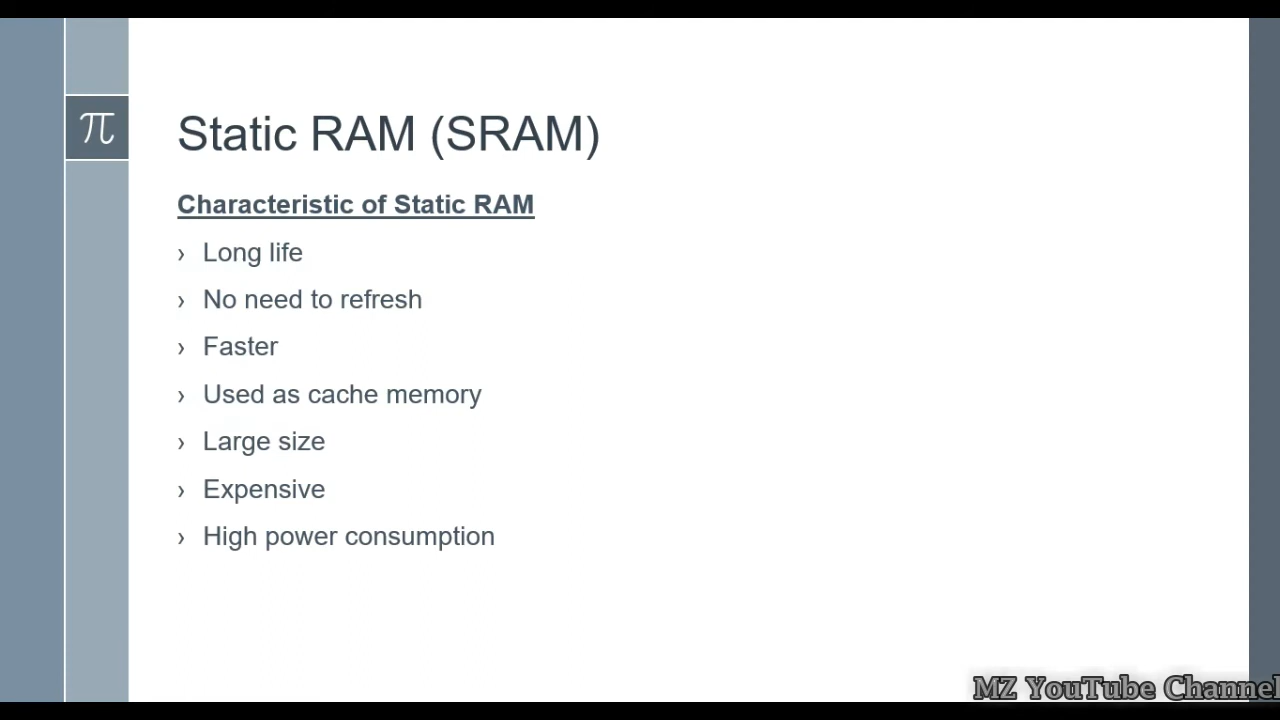 π
Static RAM (SRAM)
Characteristic of Static RAM
› Long life
› No need to refresh
› Faster
› Used as cache memory
› Large size
› Expensive
› High power consumption
MZ YouTube Channel